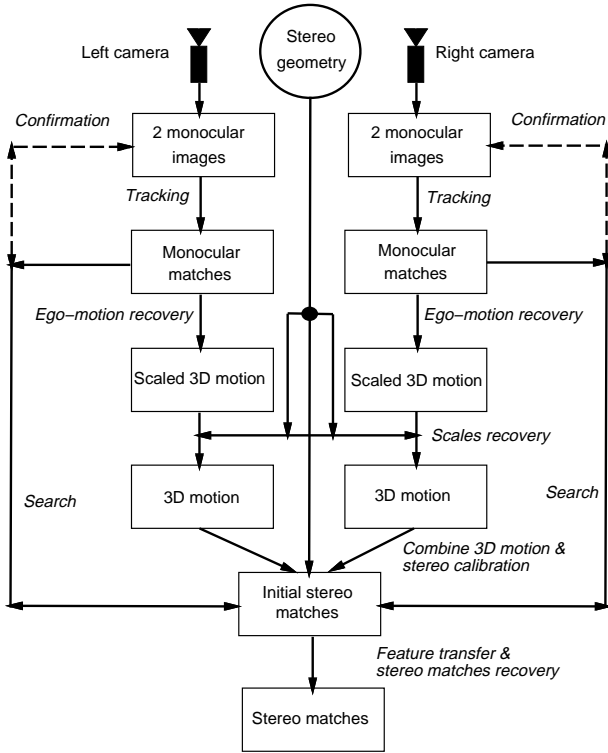 Left camera
Stereo
geometry
Right camera
Confirmation
2 monocular
images
2 monocular
images
Confirmation
Tracking
Tracking
Monocular
matches
Monocular
matches
Ego−motion recovery
Ego−motion recovery
Scaled 3D motion
Scaled 3D motion
Scales recovery
Search
3D motion
3D motion
Search
Combine 3D motion &
stereo calibration
Initial stereo
matches
Feature transfer &
stereo matches recovery
Stereo matches